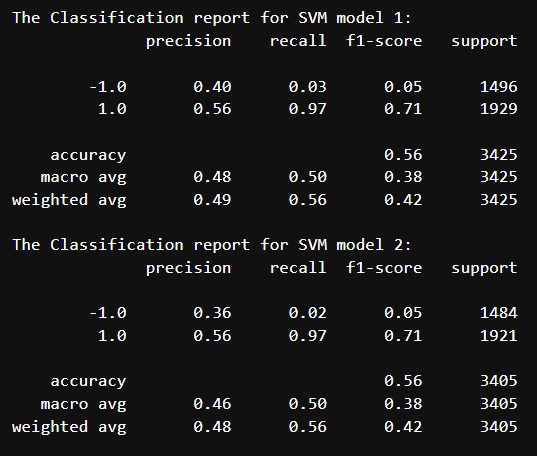 The Classification report for SVM model 1:
precision recall f1-score support
-1.0 0.40 0.03 0.05 1496
1.0 0.56 0.97 0.71 1929
accuracy 0.56 3425
macro avg 0.48 0.50 0.38 3425
weighted avg 0.49 0.56 0.42 3425
The Classification report for SVM model 2:
precision recall f1-score support
-1.0 0.36 0.02 0.05 1484
1.0 0.56 0.97 0.71 1921
accuracy 0.56 3405
macro avg 0.46 0.50 0.38 3405
weighted avg 0.48 0.56 0.42 3405